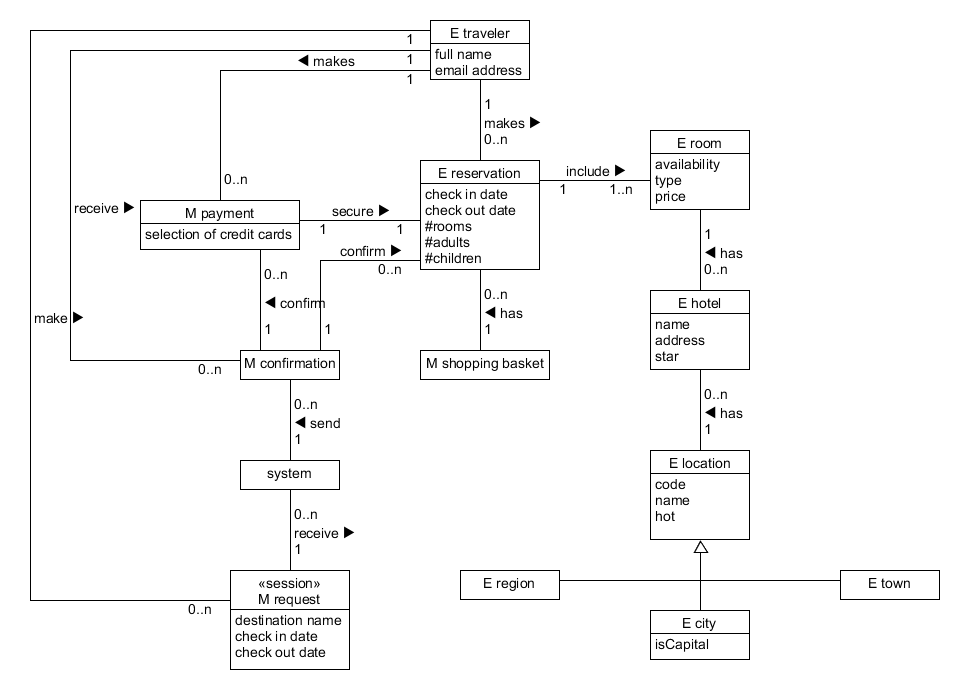 E traveler
full name
email address
1
1
1
◀ makes
1
makes ▶
0..n
E room
availability
type
price
E reservation
check in date
check out date
#rooms
#adults
#children
include ▶
1
1..n
0..n
receive ▶
M payment
selection of credit cards
secure ▶
1
1
confirm ▶
0..n
1
◀ has
0..n
0..n
◀ confirm
1
1
0..n
◀ has
1
E hotel
name
address
star
make ▶
M confirmation
0..n
M shopping basket
0..n
◀ has
1
0..n
◀ send
1
E location
code
name
hot
system
0..n
receive ▶
1
«session»
M request
destination name
check in date
check out date
0..n
E region
E town
E city
isCapital